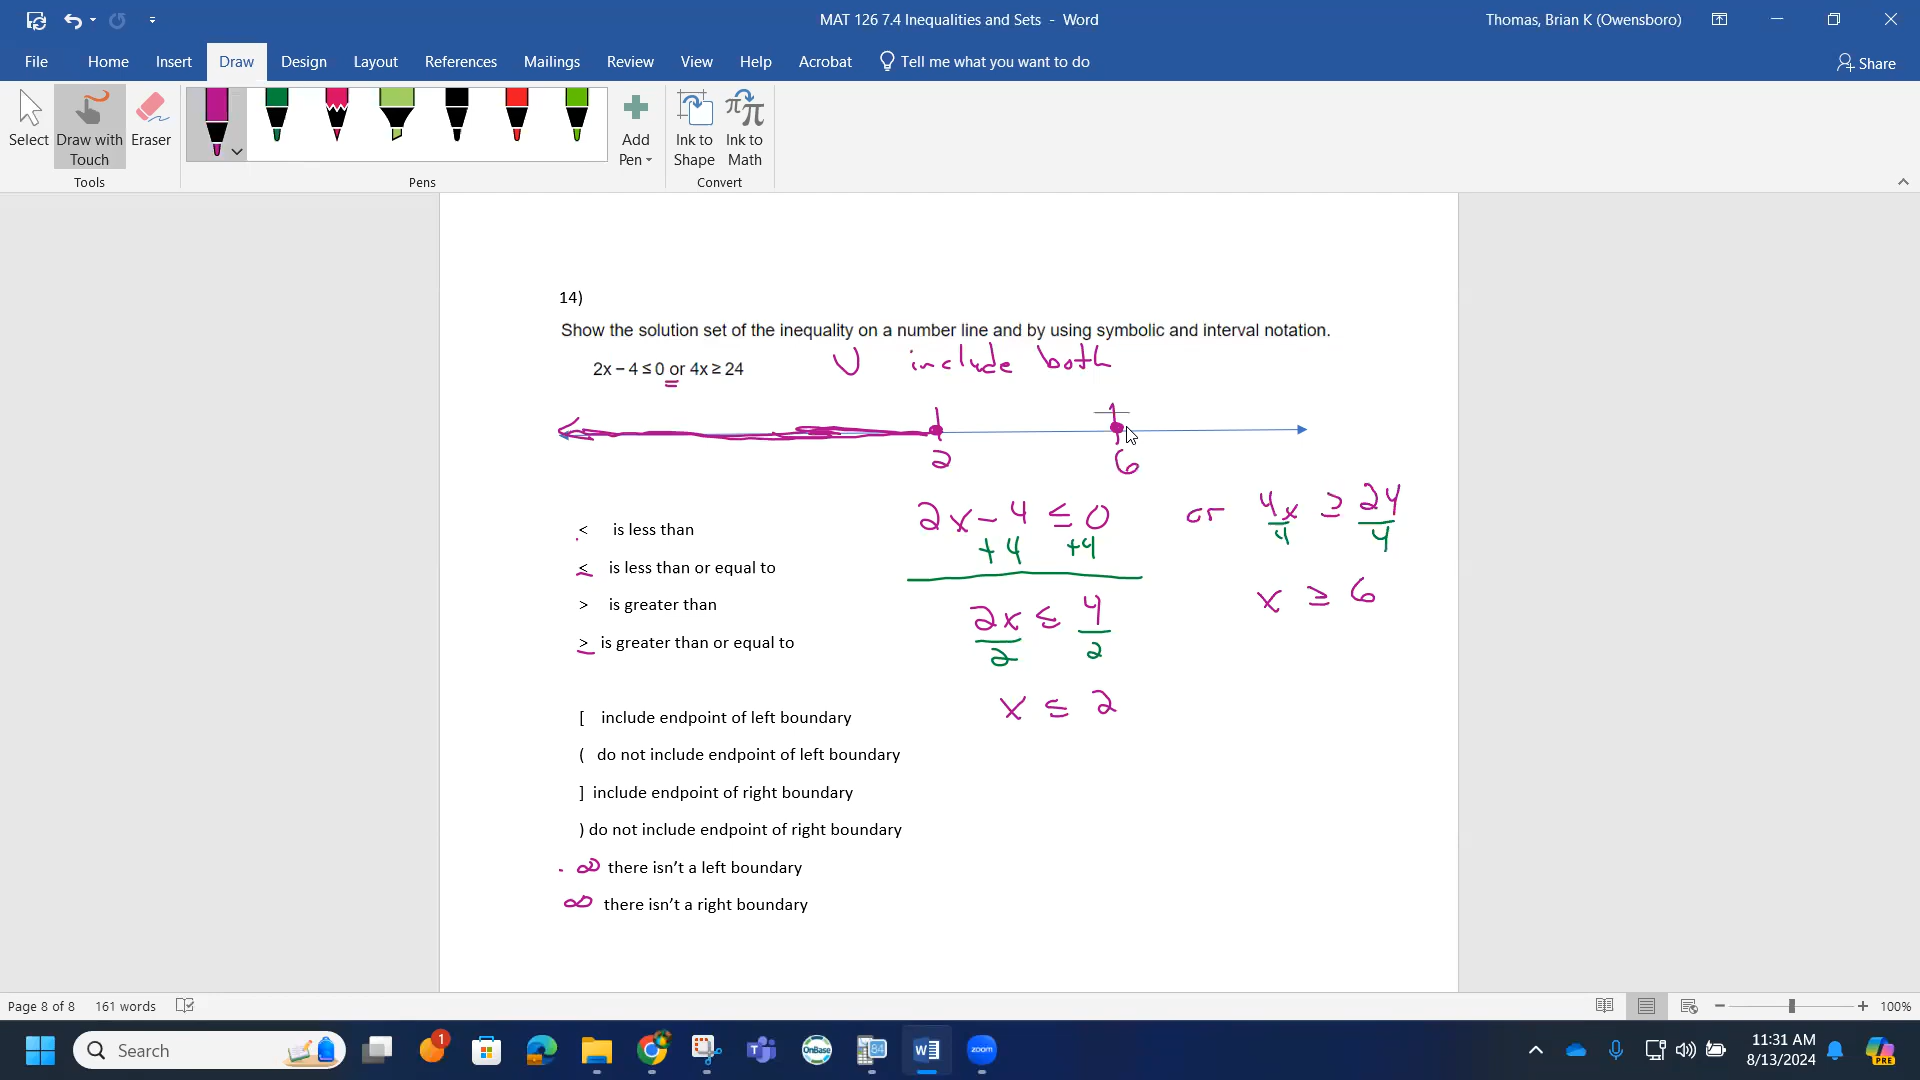 MAT 126 7.4 Inequalities and Sets - Word
Thomas, Brian K (Owensboro)
File Home Insert Draw Design Layout References Mailings Review View Help Acrobat Tell me what you want to do
Share
Select
Draw with Touch
Eraser
Add Pen
Ink to Shape
Ink to Math
Tools
Pens
Convert
14)
Show the solution set of the inequality on a number line and by using symbolic and interval notation.
2x − 4 ≤ 0 or 4x ≥ 24
∪ include both
2 6
2x − 4 ≤ 0 or 4x ≥ 24
+4 +4 4 4
2x ≤ 4 x ≥ 6
2 2
x ≤ 2
< is less than
< is less than or equal to
> is greater than
> is greater than or equal to
[ include endpoint of left boundary
( do not include endpoint of left boundary
] include endpoint of right boundary
) do not include endpoint of right boundary
- ∞ there isn't a left boundary
∞ there isn't a right boundary
Page 8 of 8 161 words
100%
Search
1
OnBase
84
zoom
11:31 AM
8/13/2024
PRE